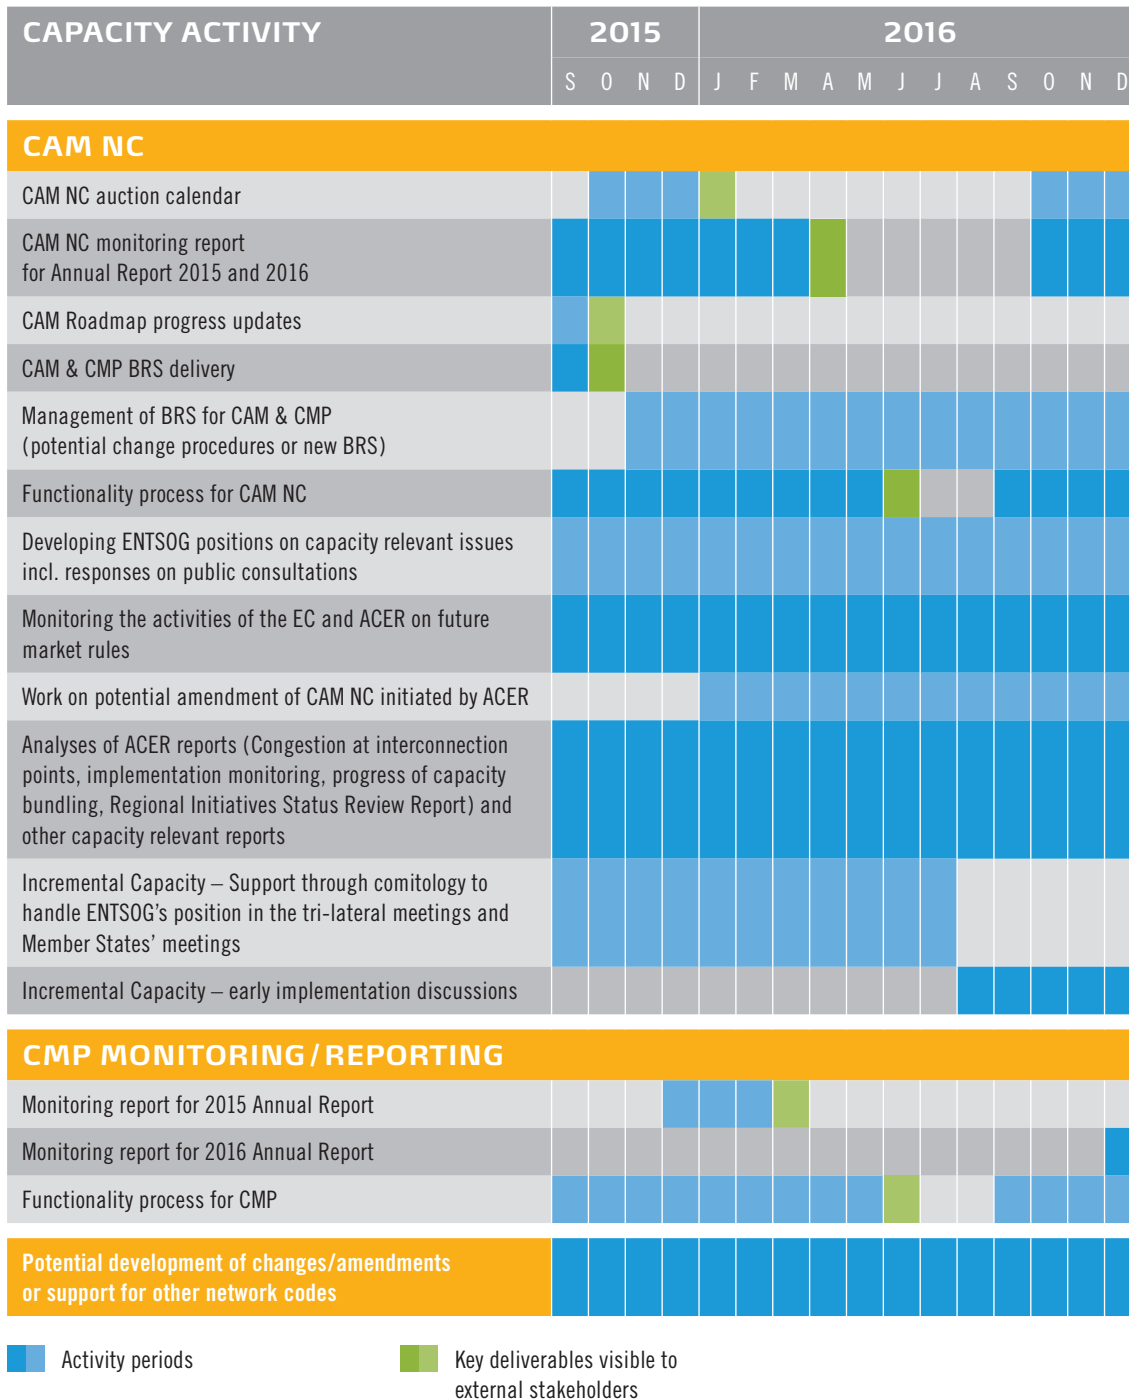 CAPACITY ACTIVITY 2015 2016
S O N D J F M A M J J A S O N D
CAM NC
CAM NC auction calendar
CAM NC monitoring report
for Annual Report 2015 and 2016
CAM Roadmap progress updates
CAM & CMP BRS delivery
Management of BRS for CAM & CMP
(potential change procedures or new BRS)
Functionality process for CAM NC
Developing ENTSOG positions on capacity relevant issues
incl. responses on public consultations
Monitoring the activities of the EC and ACER on future
market rules
Work on potential amendment of CAM NC initiated by ACER
Analyses of ACER reports (Congestion at interconnection
points, implementation monitoring, progress of capacity
bundling, Regional Initiatives Status Review Report) and
other capacity relevant reports
Incremental Capacity – Support through comitology to
handle ENTSOG’s position in the tri-lateral meetings and
Member States’ meetings
Incremental Capacity – early implementation discussions
CMP MONITORING / REPORTING
Monitoring report for 2015 Annual Report
Monitoring report for 2016 Annual Report
Functionality process for CMP
Potential development of changes/amendments
or support for other network codes
Activity periods
Key deliverables visible to
external stakeholders